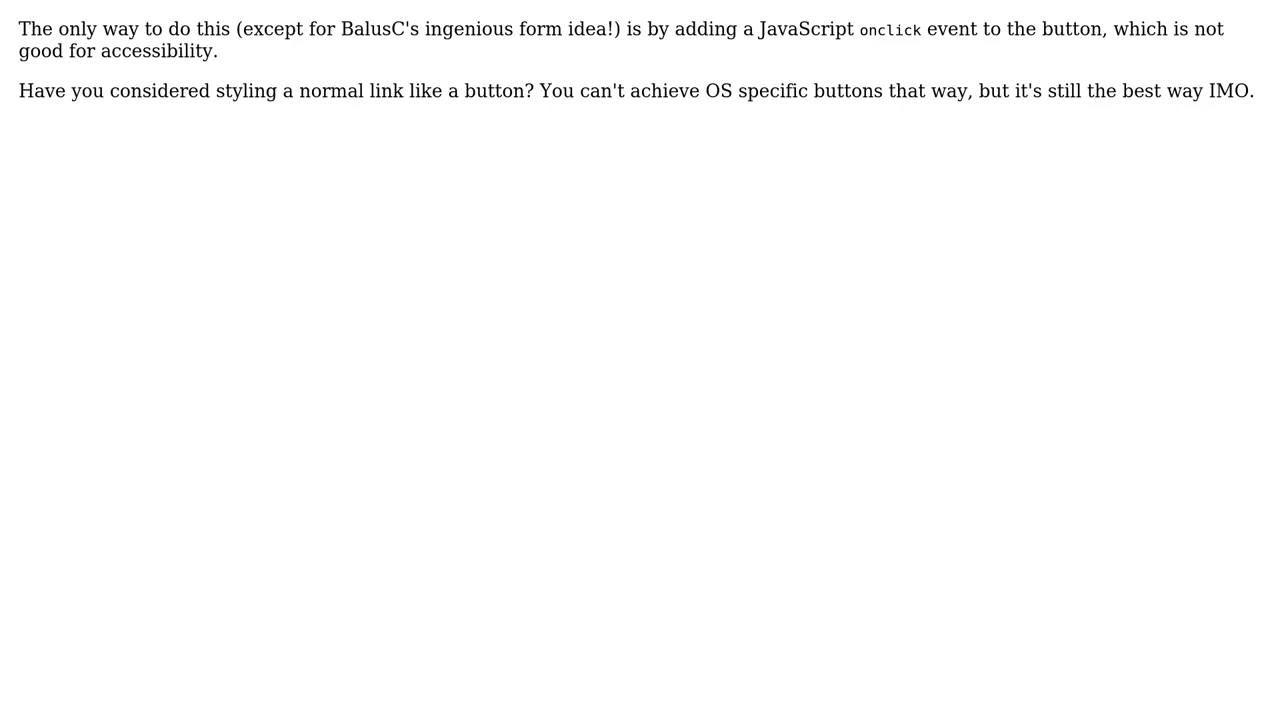 The only way to do this (except for BalusC's ingenious form idea!) is by adding a JavaScript onclick event to the button, which is not
good for accessibility.
Have you considered styling a normal link like a button? You can't achieve OS specific buttons that way, but it's still the best way IMO.